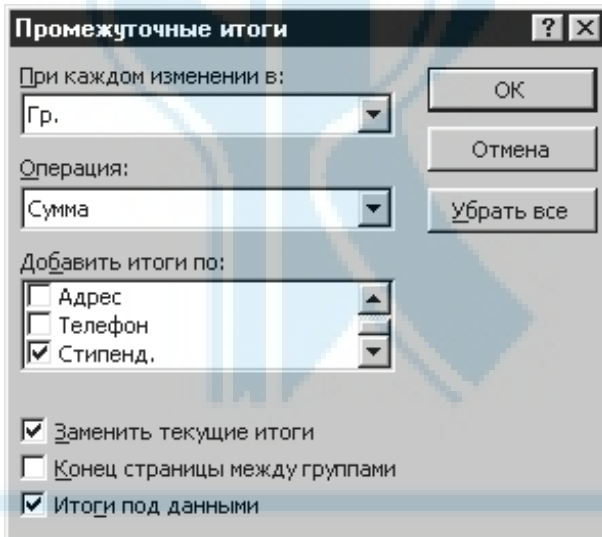 Промежуточные итоги
При каждом изменении в:
Гр.
Операция:
Сумма
Добавить итоги по:
Адрес
Телефон
Стипенд.
Заменить текущие итоги
Конец страницы между группами
Итоги под данными
ОК
Отмена
Убрать все